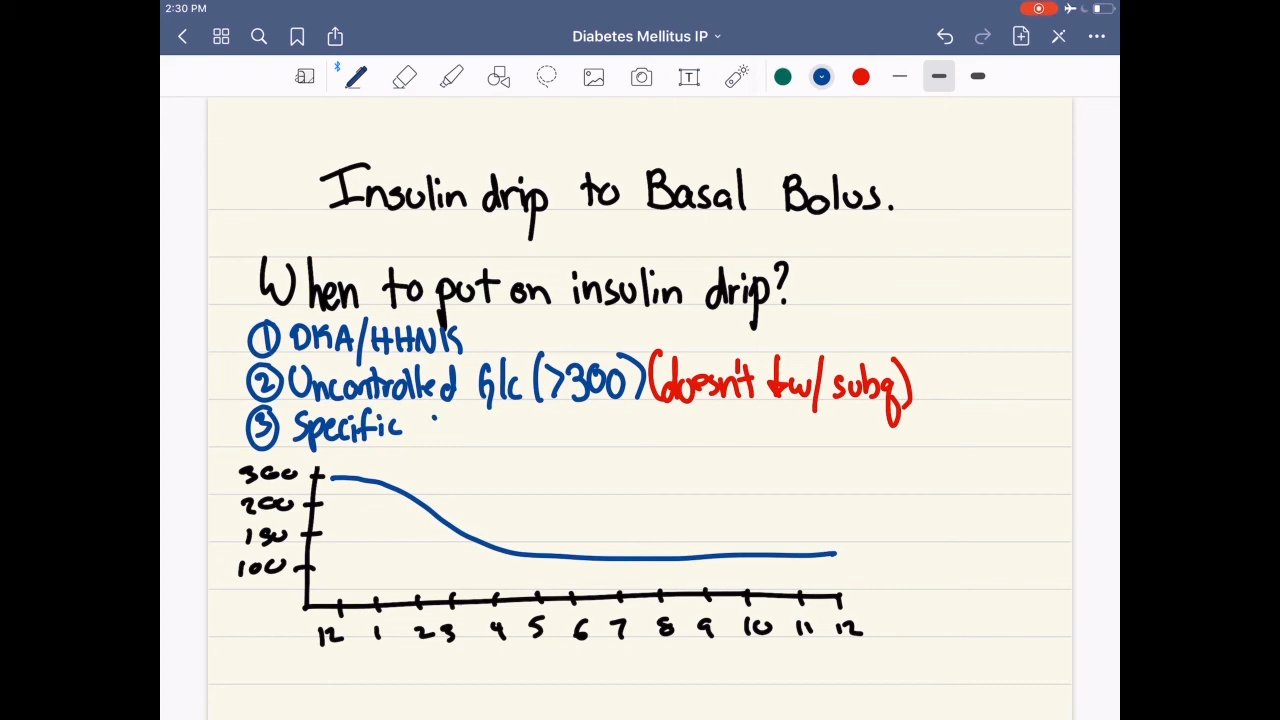 2:30 PM
Diabetes Mellitus IP
T
Insulin drip to Basal Bolus.
When to put on insulin drip?
① DKA/HHNK
② Uncontrolled Glc (>300) (doesn't w/ subq)
③ Specific
300
200
150
100
12 1 2 3 4 5 6 7 8 9 10 11 12